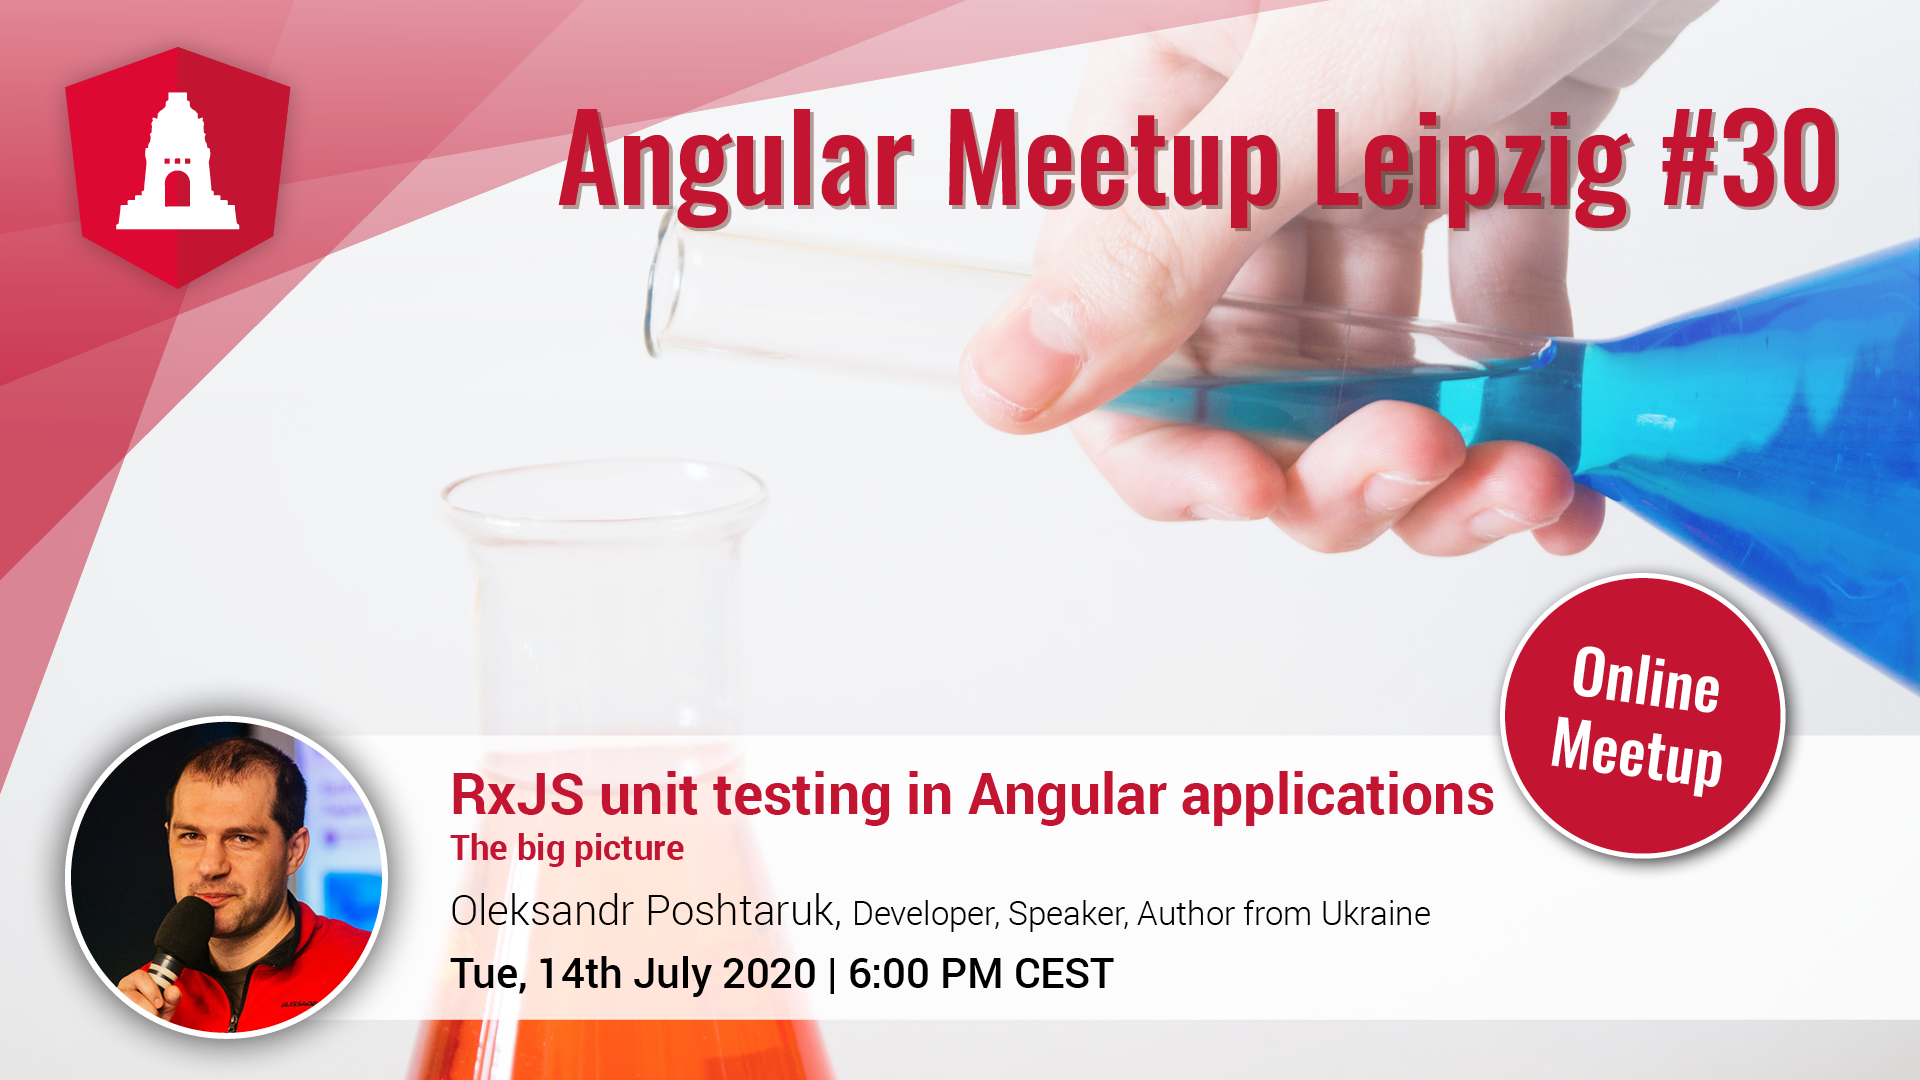 Angular Meetup Leipzig #30
Online
Meetup
RxJS unit testing in Angular applications
The big picture
Oleksandr Poshtaruk, Developer, Speaker, Author from Ukraine
Tue, 14th July 2020 | 6:00 PM CEST